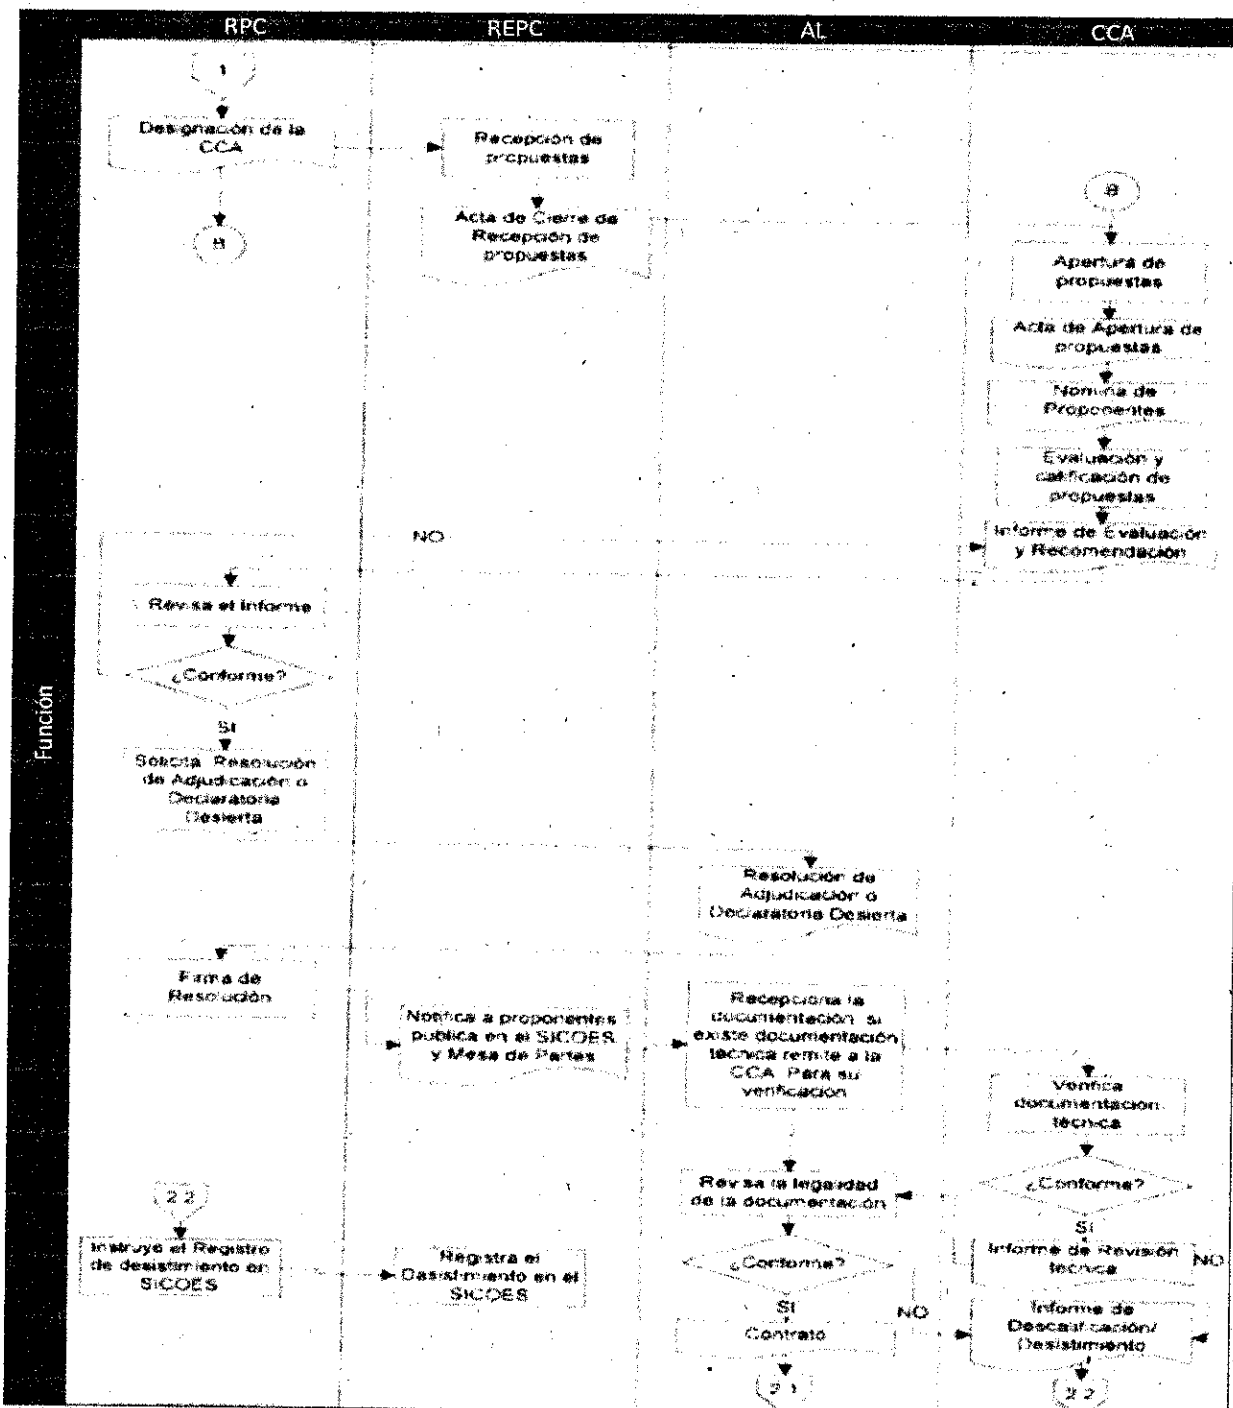 RPC
REPC
AL
CCA
Función
1
Designación de la
CCA
B
Recepción de
propuestas
Acta de Cierre de
Recepción de
propuestas
B
Apertura de
propuestas
Acta de Apertura de
propuestas
Nomina de
Proponentes
Evaluación y
calificación de
propuestas
Informe de Evaluación
y Recomendación
NO
Revisa el Informe
¿Conforme?
SI
Solicita Resolución
de Adjudicación o
Declaratoria
Desierta
Resolución de
Adjudicación o
Declaratoria Desierta
Firma de
Resolución
Notifica a proponentes
publica en el SICOES
y Mesa de Partes
Recepciona la
documentación si
existe documentación
técnica remite a la
CCA Para su
verificación
Verifica
documentación
técnica
¿Conforme?
SI
NO
Informe de Revisión
técnica
Revisa la legalidad
de la documentación
¿Conforme?
SI
NO
Contrato
2.1
Informe de
Descalificación/
Desistimiento
2.2
2.2
Instruye el Registro
de desistimiento en
SICOES
Registra el
Desistimiento en el
SICOES